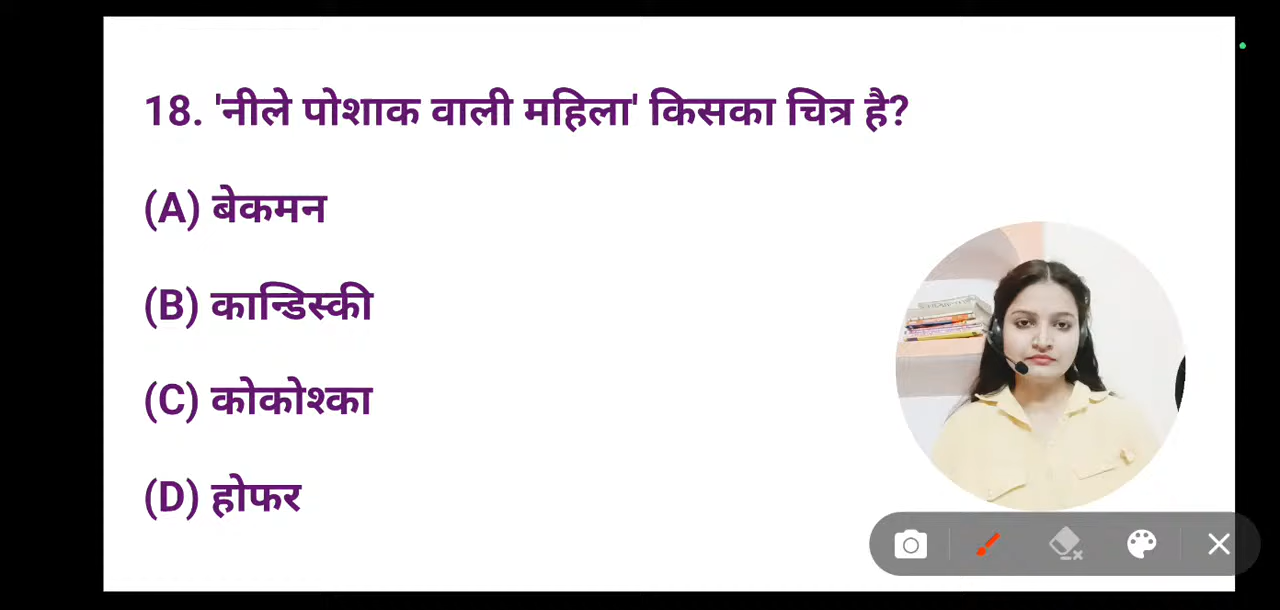 18. 'नीले पोशाक वाली महिला' किसका चित्र है?
(A) बेकमन
(B) कान्डिस्की
(C) कोकोश्का
(D) होफर